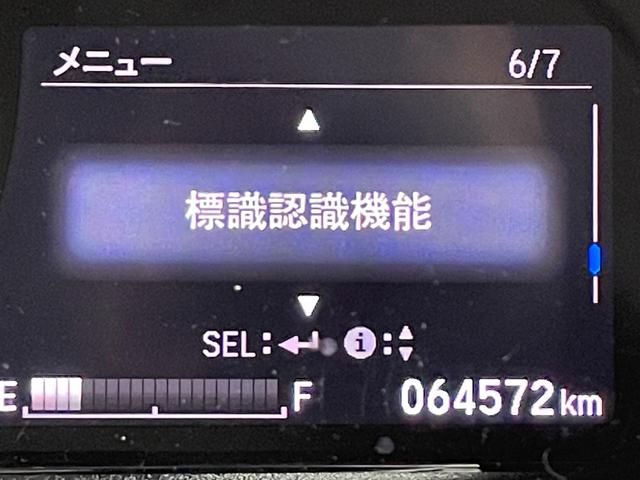 メニュー 6/7
▲
標識認識機能
▼
SEL:↵ i:▲▼
E F 064572km